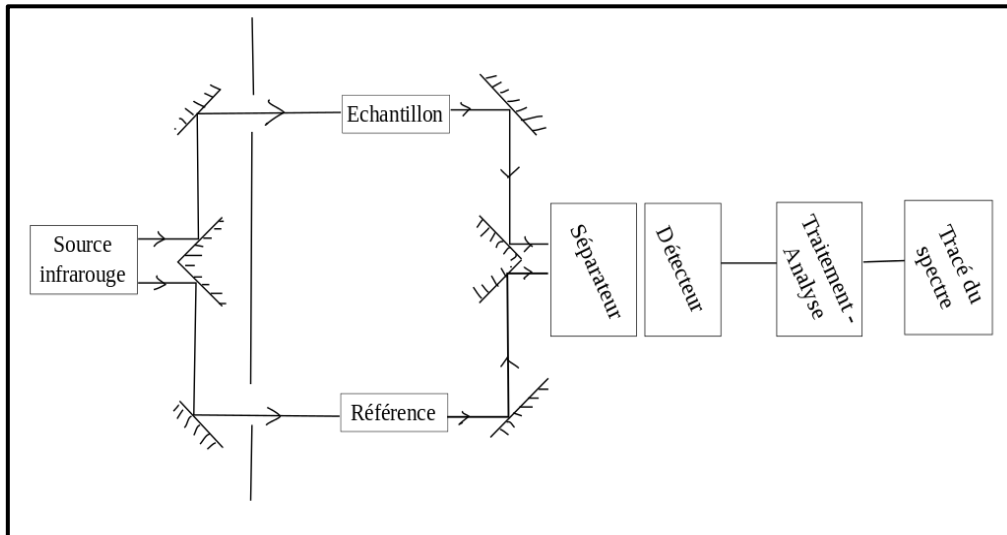 Echantillon
Source
infrarouge
Séparateur
Détecteur
Traitement -
Analyse
Tracé du
spectre
Référence